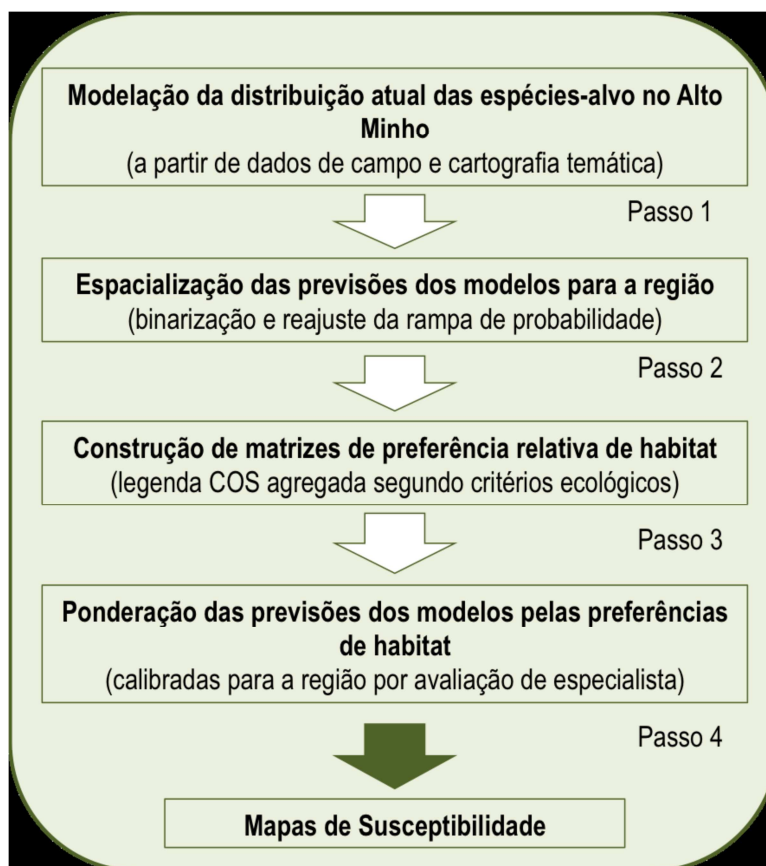 Modelação da distribuição atual das espécies-alvo no Alto
Minho
(a partir de dados de campo e cartografia temática)
Passo 1
Espacialização das previsões dos modelos para a região
(binarização e reajuste da rampa de probabilidade)
Passo 2
Construção de matrizes de preferência relativa de habitat
(legenda COS agregada segundo critérios ecológicos)
Passo 3
Ponderação das previsões dos modelos pelas preferências
de habitat
(calibradas para a região por avaliação de especialista)
Passo 4
Mapas de Susceptibilidade